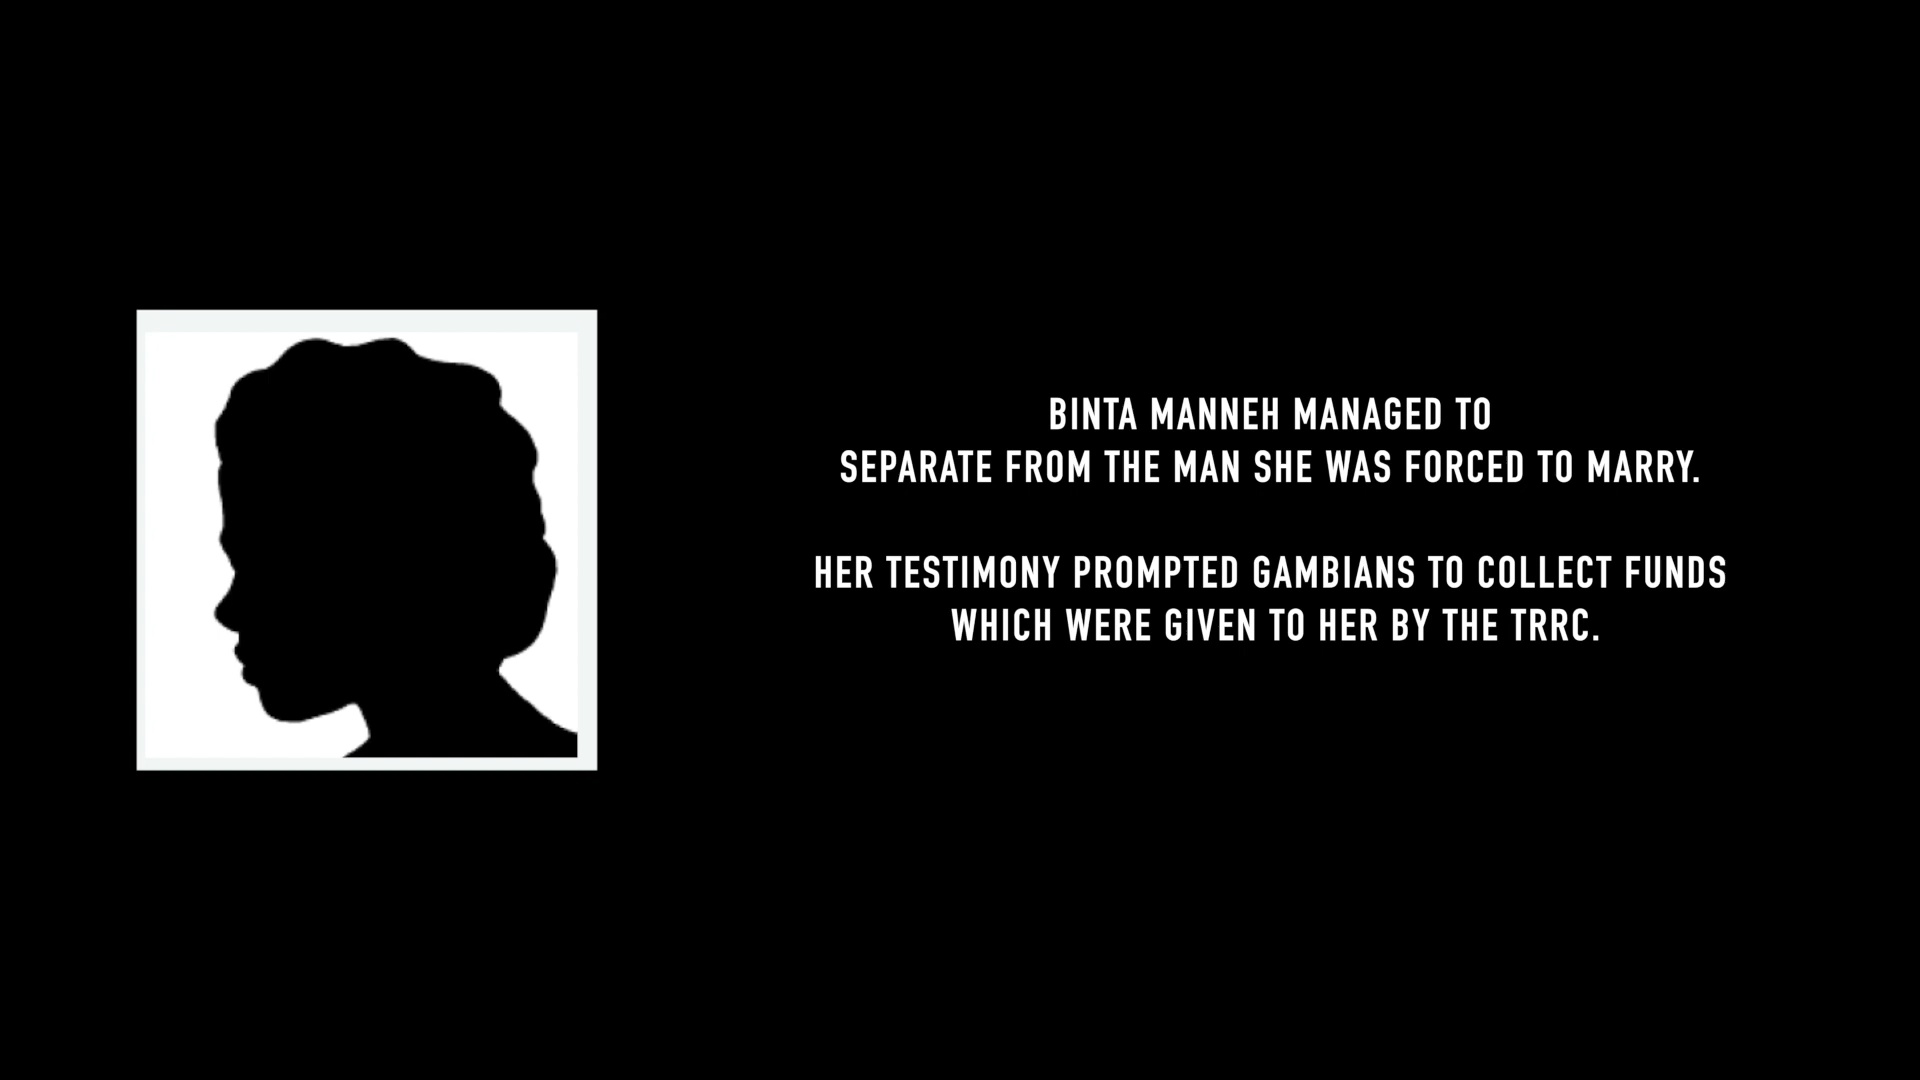 BINTA MANNEH MANAGED TO
SEPARATE FROM THE MAN SHE WAS FORCED TO MARRY.
HER TESTIMONY PROMPTED GAMBIANS TO COLLECT FUNDS
WHICH WERE GIVEN TO HER BY THE TRRC.